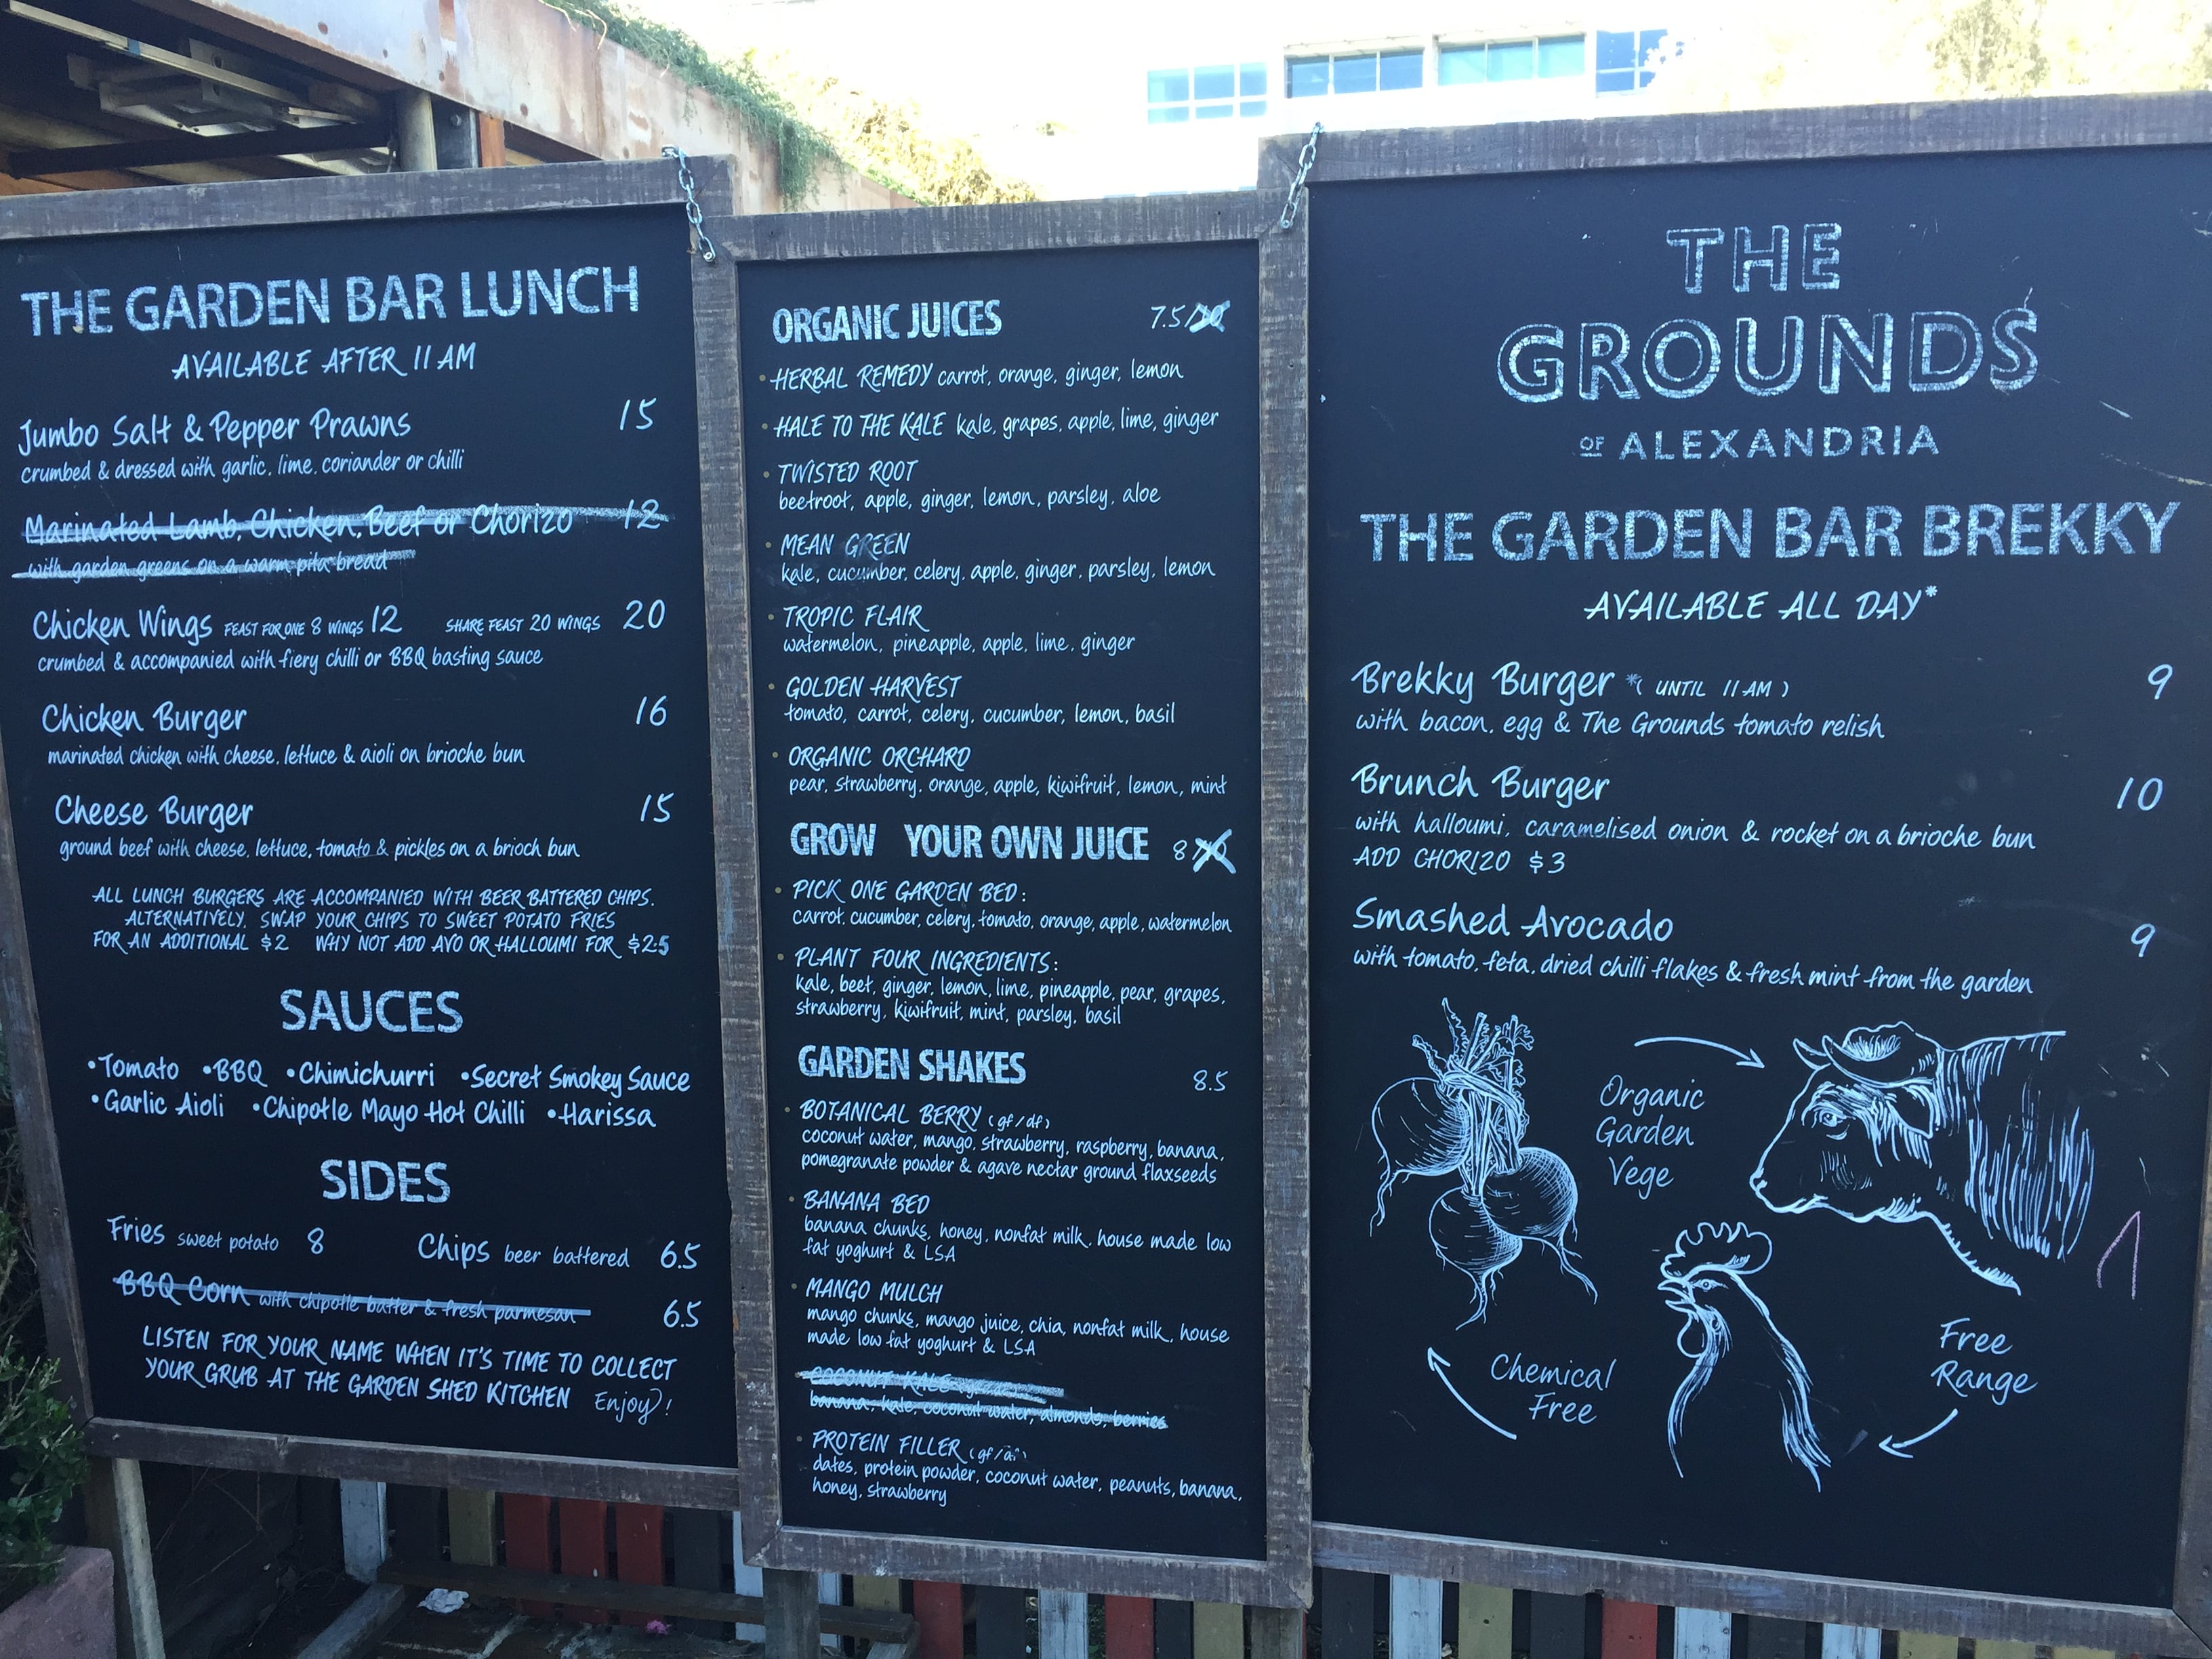 THE GARDEN BAR LUNCH
AVAILABLE AFTER 11 AM
Jumbo Salt & Pepper Prawns 15
crumbed & dressed with garlic, lime, coriander or chilli
Marinated Lamb, Chicken, Beef or Chorizo 12
with garden greens on a warm pita bread
Chicken Wings FEAST FOR ONE 8 WINGS 12 SHARE FEAST 20 WINGS 20
crumbed & accompanied with fiery chilli or BBQ basting sauce
Chicken Burger 16
marinated chicken with cheese, lettuce & aioli on brioche bun
Cheese Burger 15
ground beef with cheese, lettuce, tomato & pickles on a brioch bun
ALL LUNCH BURGERS ARE ACCOMPANIED WITH BEER BATTERED CHIPS.
ALTERNATIVELY, SWAP YOUR CHIPS TO SWEET POTATO FRIES
FOR AN ADDITIONAL $2 WHY NOT ADD AVO OR HALLOUMI FOR $2.5
SAUCES
•Tomato •BBQ •Chimichurri •Secret Smokey Sauce
•Garlic Aioli •Chipotle Mayo Hot Chilli •Harissa
SIDES
Fries sweet potato 8 Chips beer battered 6.5
BBQ Corn with chipotle butter & fresh parmesan 6.5
LISTEN FOR YOUR NAME WHEN IT'S TIME TO COLLECT
YOUR GRUB AT THE GARDEN SHED KITCHEN Enjoy!
ORGANIC JUICES 7.5/10
• HERBAL REMEDY carrot, orange, ginger, lemon
• HALE TO THE KALE kale, grapes, apple, lime, ginger
• TWISTED ROOT
beetroot, apple, ginger, lemon, parsley, aloe
• MEAN GREEN
kale, cucumber, celery, apple, ginger, parsley, lemon
• TROPIC FLAIR
watermelon, pineapple, apple, lime, ginger
• GOLDEN HARVEST
tomato, carrot, celery, cucumber, lemon, basil
• ORGANIC ORCHARD
pear, strawberry, orange, apple, kiwifruit, lemon, mint
GROW YOUR OWN JUICE 8
• PICK ONE GARDEN BED:
carrot, cucumber, celery, tomato, orange, apple, watermelon
• PLANT FOUR INGREDIENTS:
kale, beet, ginger, lemon, lime, pineapple, pear, grapes,
strawberry, kiwifruit, mint, parsley, basil
GARDEN SHAKES 8.5
• BOTANICAL BERRY (gf/df)
coconut water, mango, strawberry, raspberry, banana,
pomegranate powder & agave nectar ground flaxseeds
• BANANA BED
banana chunks, honey, nonfat milk, house made low
fat yoghurt & LSA
• MANGO MULCH
mango chunks, mango juice, chia, nonfat milk, house
made low fat yoghurt & LSA
COCONUT KALE
banana, kale, coconut water, almonds, berries
• PROTEIN FILLER (gf/df)
dates, protein powder, coconut water, peanuts, banana,
honey, strawberry
THE
GROUNDS
OF ALEXANDRIA
THE GARDEN BAR BREKKY
AVAILABLE ALL DAY*
Brekky Burger *( UNTIL 11 AM ) 9
with bacon, egg & The Grounds tomato relish
Brunch Burger 10
with halloumi, caramelised onion & rocket on a brioche bun
ADD CHORIZO $3
Smashed Avocado 9
with tomato, feta, dried chilli flakes & fresh mint from the garden
Organic
Garden
Vege
Free
Range
Chemical
Free